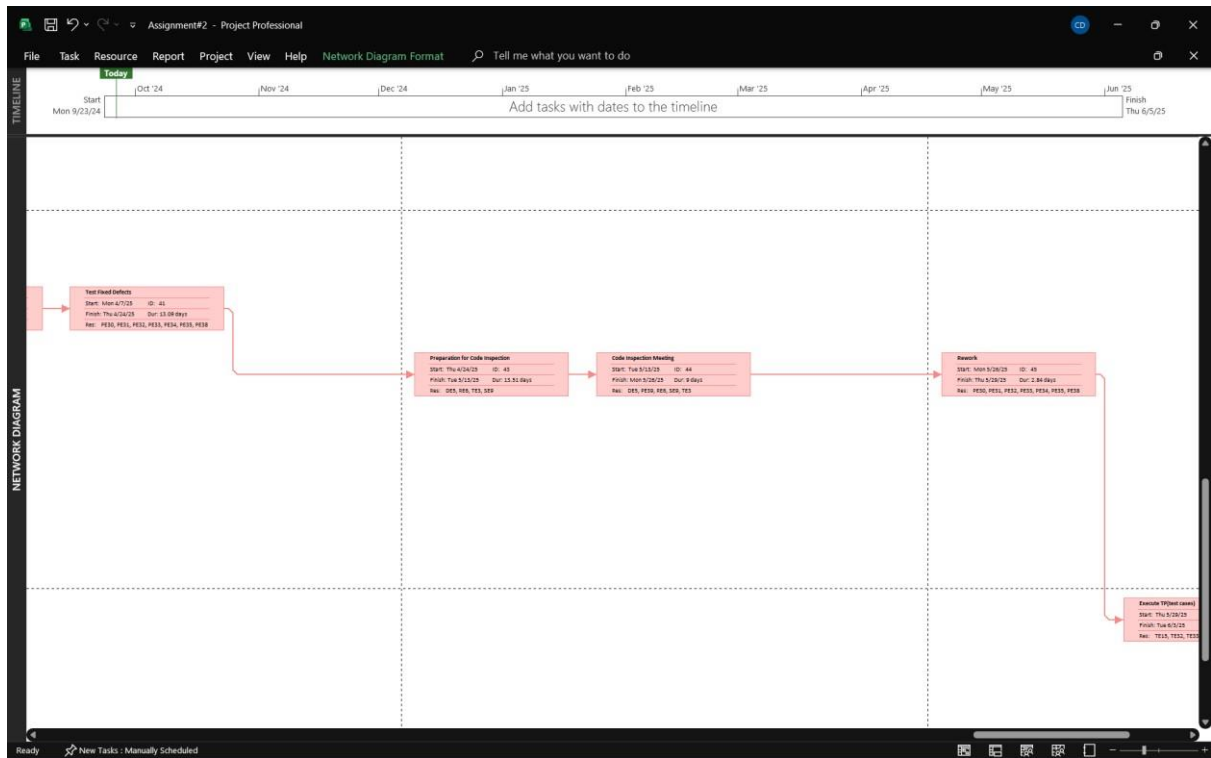 Assignment#2 - Project Professional
CD
File Task Resource Report Project View Help Network Diagram Format Tell me what you want to do
Today
TIMELINE
Start
Mon 9/23/24
Oct '24 Nov '24 Dec '24 Jan '25 Feb '25 Mar '25 Apr '25 May '25 Jun '25
Add tasks with dates to the timeline
Finish
Thu 6/5/25
NETWORK DIAGRAM
Test Fixed Defects
Start: Mon 4/7/25 ID: 41
Finish: Thu 4/24/25 Dur: 13.09 days
Res: PE30, PE31, PE32, PE33, PE34, PE35, PE38
Preparation for Code Inspection
Start: Thu 4/24/25 ID: 43
Finish: Tue 5/13/25 Dur: 13.51 days
Res: DE5, RE6, TE3, SE9
Code Inspection Meeting
Start: Tue 5/13/25 ID: 44
Finish: Mon 5/26/25 Dur: 9 days
Res: DE5, PE39, RE6, SE9, TE3
Rework
Start: Mon 5/26/25 ID: 45
Finish: Thu 5/29/25 Dur: 2.84 days
Res: PE30, PE31, PE32, PE33, PE34, PE35, PE38
Execute TP(test cases)
Start: Thu 5/29/25
Finish: Tue 6/3/25
Res: TE15, TE32, TE33
Ready New Tasks : Manually Scheduled